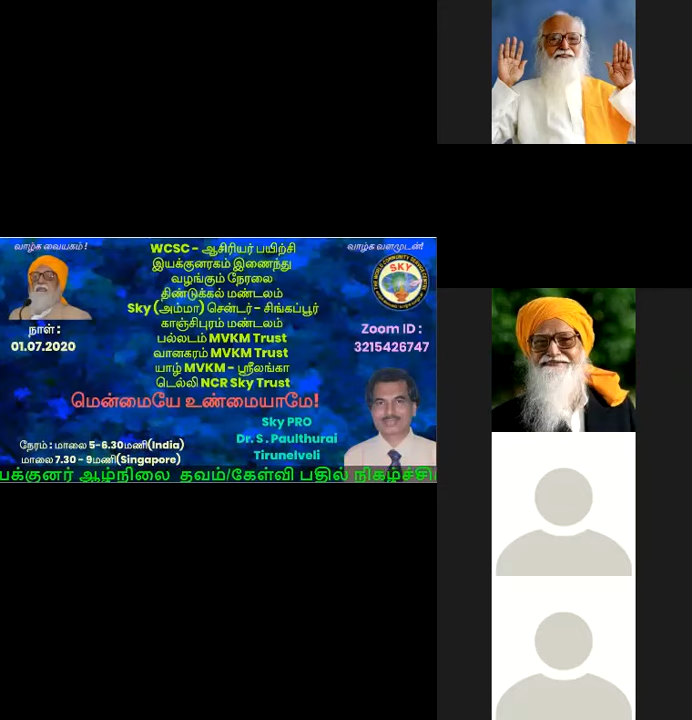 வாழ்க வையகம் !
வாழ்க வளமுடன்!
WCSC - ஆசிரியர் பயிற்சி
இயக்குனரகம் இணைந்து
வழங்கும் நேரலை
திண்டுக்கல் மண்டலம்
Sky (அம்மா) சென்டர் - சிங்கப்பூர்
காஞ்சிபுரம் மண்டலம்
பல்லடம் MVKM Trust
வானகரம் MVKM Trust
யாழ் MVKM - ஸ்ரீலங்கா
டெல்லி NCR Sky Trust
SKY
நாள் :
01.07.2020
Zoom ID :
3215426747
மென்மையே உண்மையாமே!
Sky PRO
Dr. S. Paulthurai
Tirunelveli
நேரம் : மாலை 5-6.30மணி(India)
மாலை 7.30 - 9மணி(Singapore)
யக்குனர் ஆழ்நிலை தவம்/கேள்வி பதில் நிகழ்ச்சி